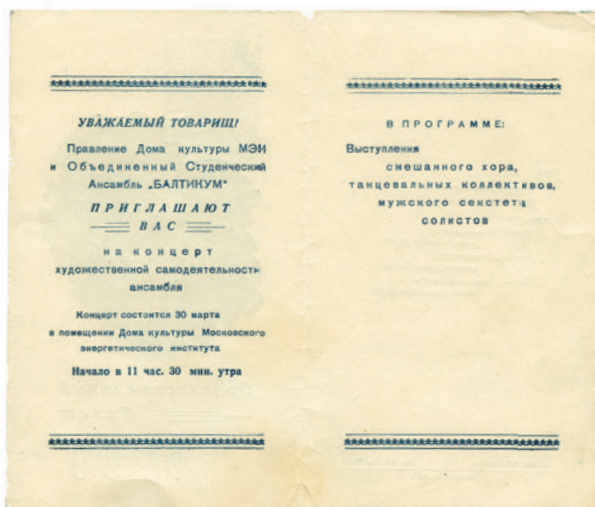 УВАЖАЕМЫЙ ТОВАРИЩ!
Правление Дома культуры МЭИ
и Объединенный Студенческий
Ансамбль „БАЛТИКУМ"
ПРИГЛАШАЮТ
ВАС
на концерт
художественной самодеятельности
ансамбля
Концерт состоится 30 марта
в помещении Дома культуры Московского
энергетического института
Начало в 11 час. 30 мин. утра
В ПРОГРАММЕ:
Выступления
смешанного хора,
танцевальных коллективов,
мужского секстета
солистов